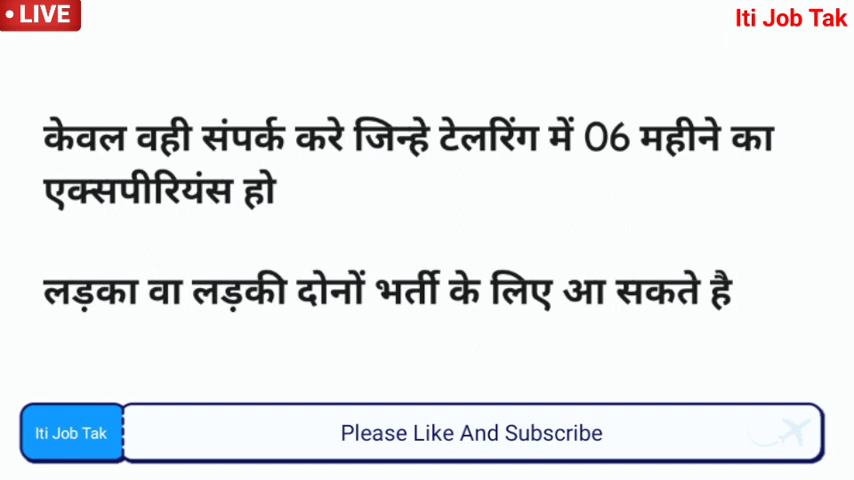 • LIVE
Iti Job Tak
केवल वही संपर्क करे जिन्हे टेलरिंग में 06 महीने का
एक्सपीरियंस हो
लड़का वा लड़की दोनों भर्ती के लिए आ सकते है
Iti Job Tak
Please Like And Subscribe